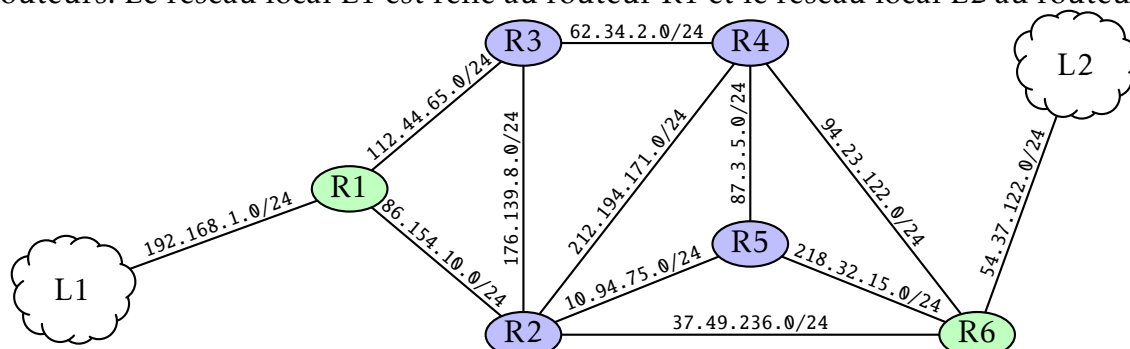 outeurs. Le réseau local L1 est relié au routeur R1 et le réseau local L2 au routeu
R3
62.34.2.0/24
R4
L2
112.44.65.0/24
176.139.8.0/24
212.194.171.0/24
87.3.5.0/24
94.23.122.0/24
54.37.122.0/24
R1
192.168.1.0/24
86.154.10.0/24
R5
10.94.75.0/24
218.32.15.0/24
L1
R2
37.49.236.0/24
R6